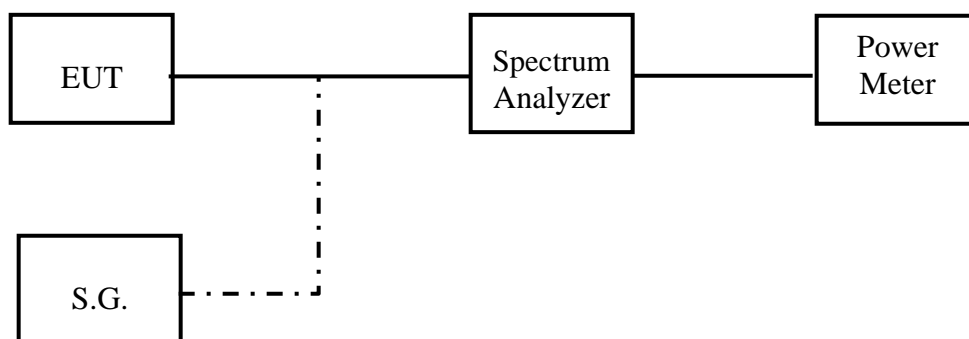 EUT
Spectrum
Analyzer
Power
Meter
S.G.